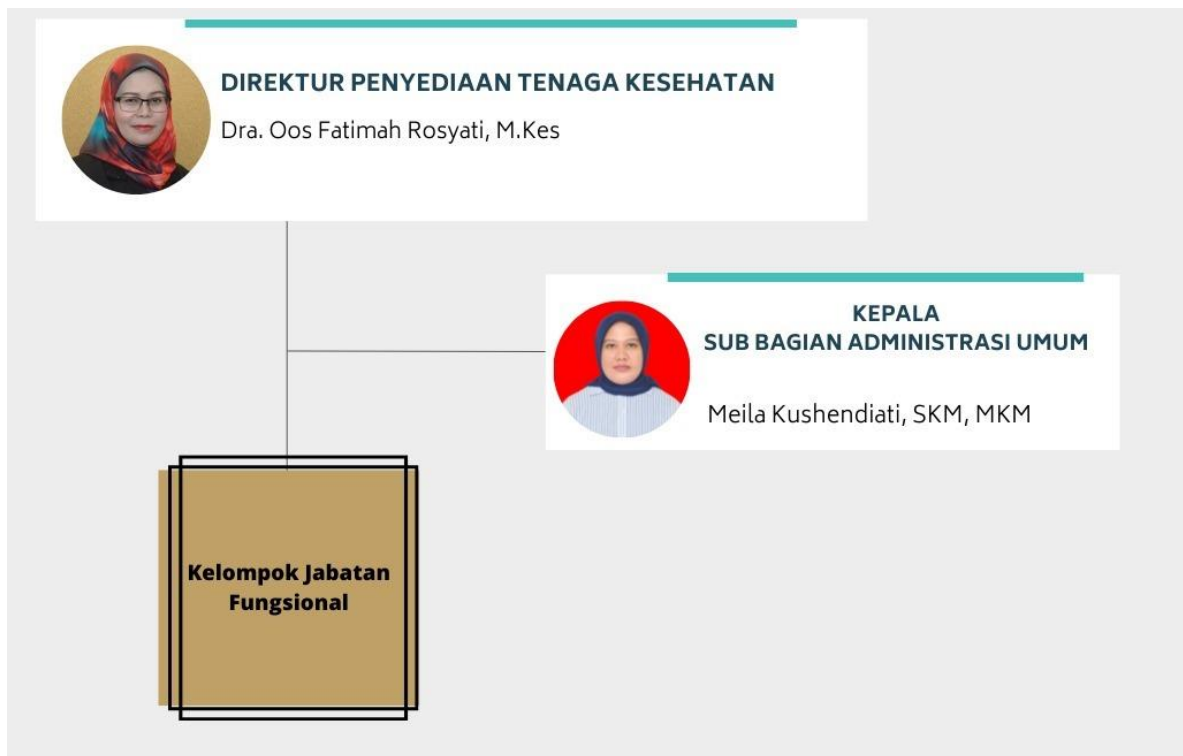 DIREKTUR PENYEDIAAN TENAGA KESEHATAN
Dra. Oos Fatimah Rosyati, M.Kes
KEPALA
SUB BAGIAN ADMINISTRASI UMUM
Meila Kushendiati, SKM, MKM
Kelompok Jabatan
Fungsional